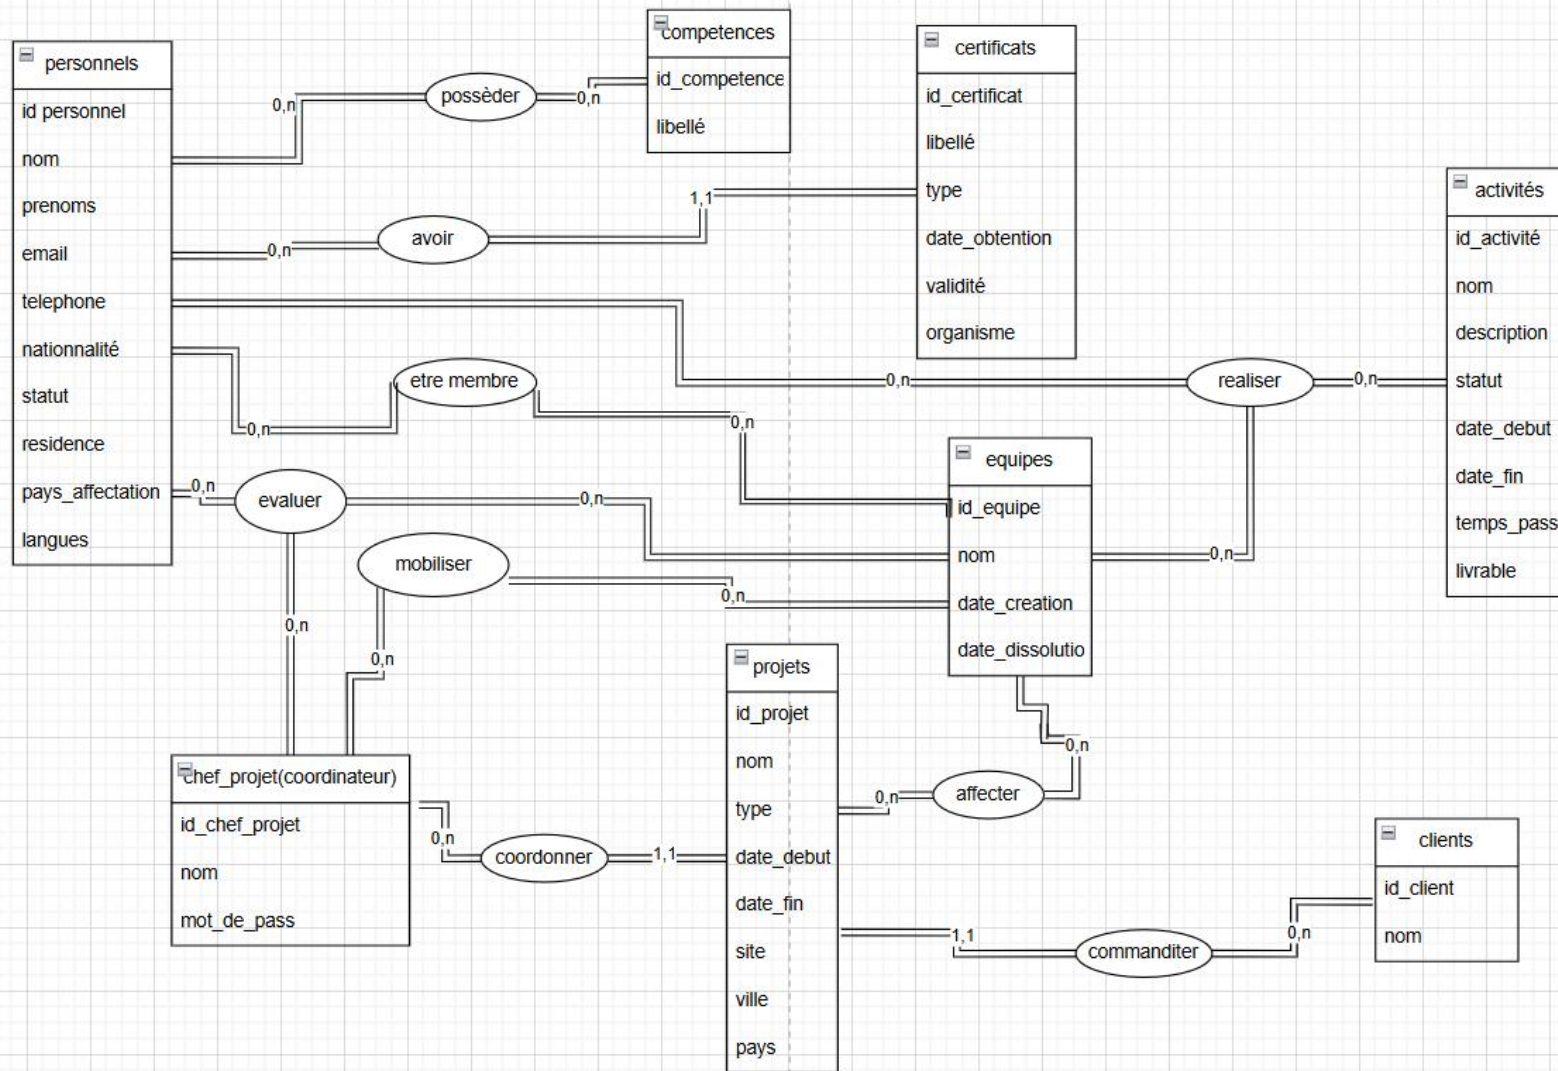 personnels
id personnel
nom
prenoms
email
telephone
nationnalité
statut
residence
pays_affectation
langues
0,n
possèder
0,n
competences
id_competence
libellé
0,n
avoir
1,1
certificats
id_certificat
libellé
type
date_obtention
validité
organisme
0,n
etre membre
0,n
0,n
realiser
0,n
0,n
activités
id_activité
nom
description
statut
date_debut
date_fin
temps_pass
livrable
0,n
evaluer
0,n
0,n
mobiliser
0,n
0,n
equipes
id_equipe
nom
date_creation
date_dissolutio
chef_projet(coordinateur)
id_chef_projet
nom
mot_de_pass
0,n
coordonner
1,1
projets
id_projet
nom
type
date_debut
date_fin
site
ville
pays
0,n
affecter
0,n
1,1
commanditer
0,n
clients
id_client
nom